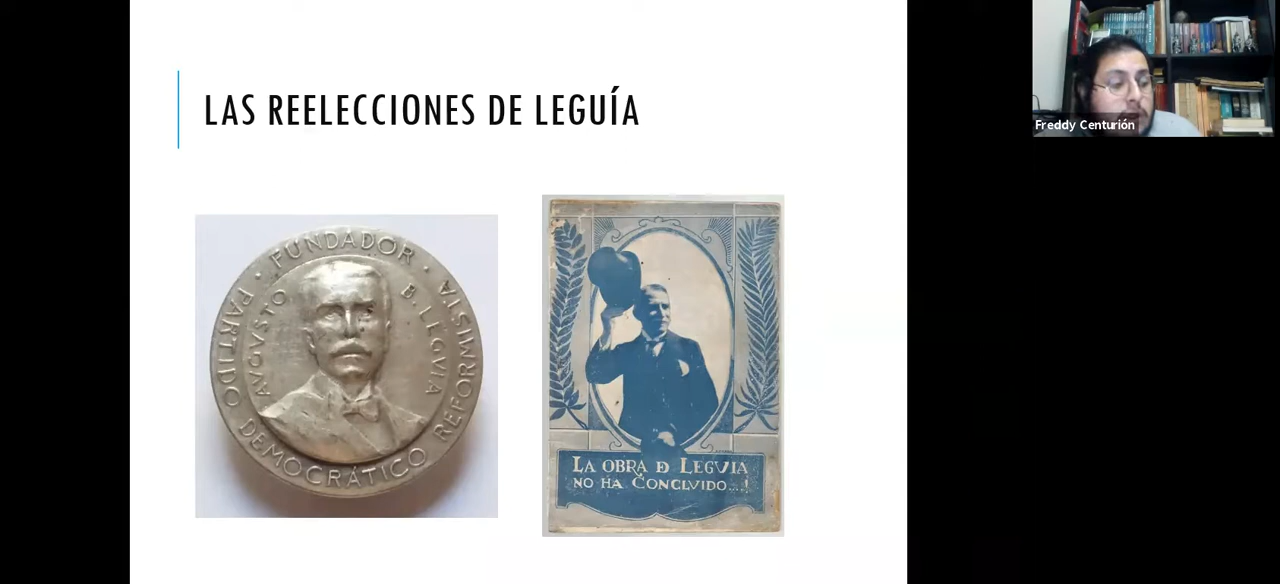 LAS REELECCIONES DE LEGUÍA
Freddy Centurión
· FUNDADOR ·
PARTIDO DEMOCRÁTICO REFORMISTA
AVGVSTO B. LEGVIA
LA OBRA D LEGVIA
NO HA CONCLVIDO....!